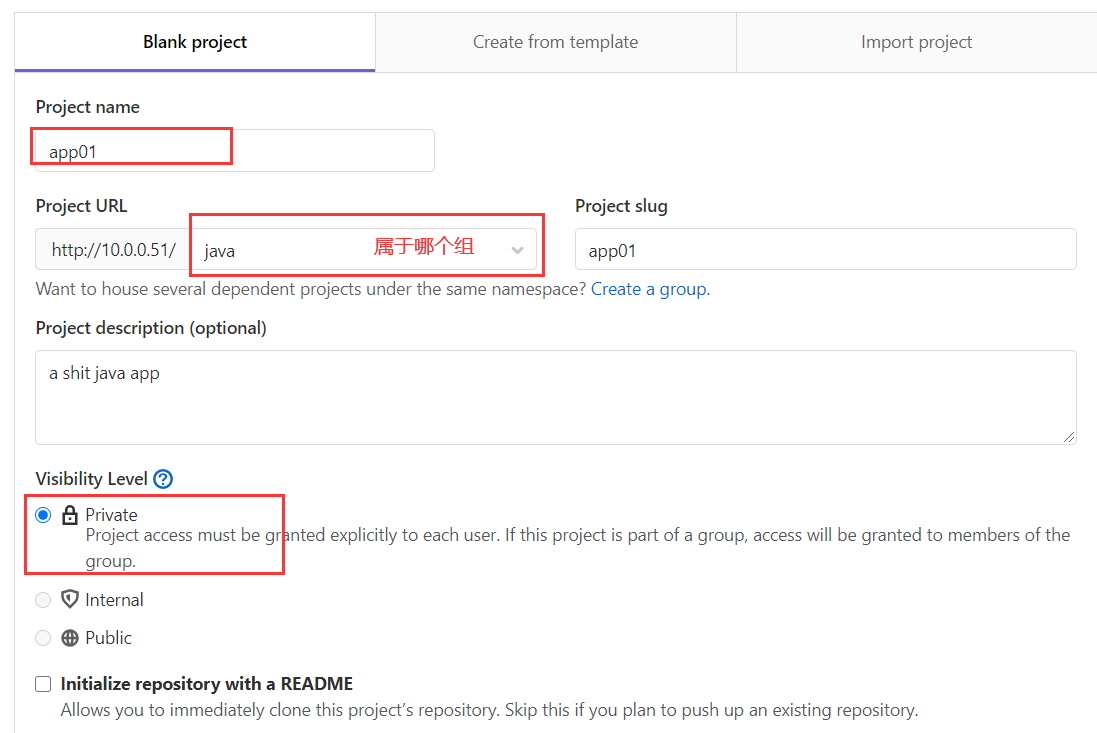 Blank project
Create from template
Import project
Project name
app01
Project URL
Project slug
http://10.0.0.51/
java
属于哪个组
app01
Want to house several dependent projects under the same namespace? Create a group.
Project description (optional)
a shit java app
Visibility Level
Private
Project access must be granted explicitly to each user. If this project is part of a group, access will be granted to members of the
group.
Internal
Public
Initialize repository with a README
Allows you to immediately clone this project's repository. Skip this if you plan to push up an existing repository.